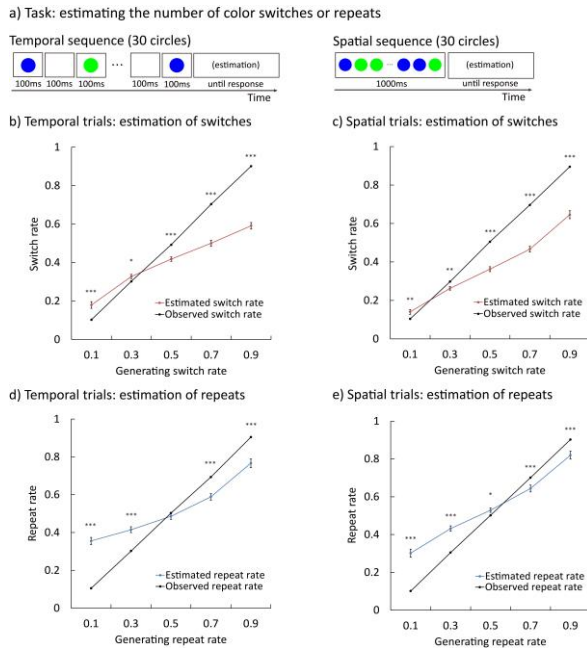 a) Task: estimating the number of color switches or repeats
Temporal sequence (30 circles)
...
(estimation)
100ms 100ms 100ms 100ms 100ms until response
Time
Spatial sequence (30 circles)
(estimation)
1000ms until response
Time
b) Temporal trials: estimation of switches
1
0.8
0.6
0.4
0.2
0
Switch rate
***
*
***
***
***
Estimated switch rate
Observed switch rate
0.1 0.3 0.5 0.7 0.9
Generating switch rate
c) Spatial trials: estimation of switches
1
0.8
0.6
0.4
0.2
0
Switch rate
**
**
***
***
***
Estimated switch rate
Observed switch rate
0.1 0.3 0.5 0.7 0.9
Generating switch rate
d) Temporal trials: estimation of repeats
1
0.8
0.6
0.4
0.2
0
Repeat rate
***
***
***
***
Estimated repeat rate
Observed repeat rate
0.1 0.3 0.5 0.7 0.9
Generating repeat rate
e) Spatial trials: estimation of repeats
1
0.8
0.6
0.4
0.2
0
Repeat rate
***
***
*
***
***
Estimated repeat rate
Observed repeat rate
0.1 0.3 0.5 0.7 0.9
Generating repeat rate